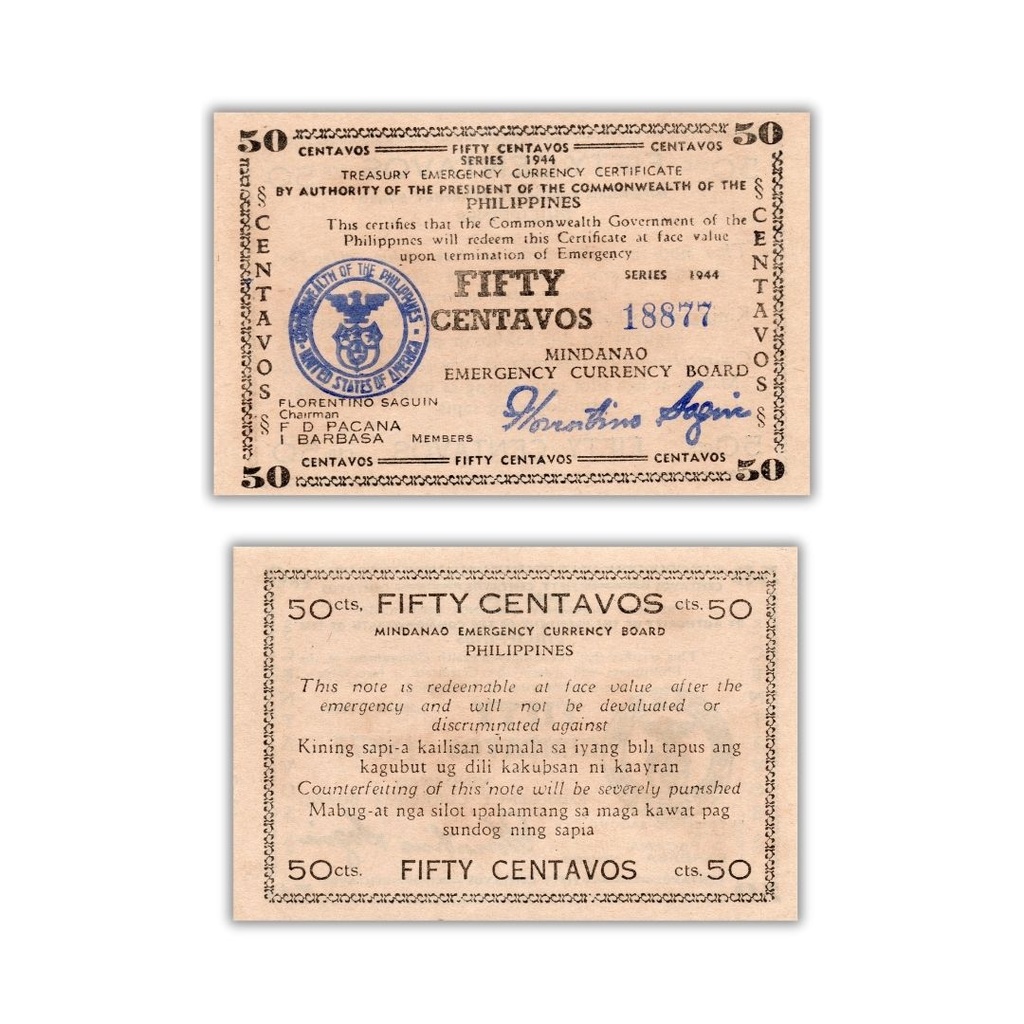 50 50
CENTAVOS FIFTY CENTAVOS CENTAVOS
SERIES 1944
TREASURY EMERGENCY CURRENCY CERTIFICATE
BY AUTHORITY OF THE PRESIDENT OF THE COMMONWEALTH OF THE
PHILIPPINES
This certifies that the Commonwealth Government of the
Philippines will redeem this Certificate at face value
upon termination of Emergency
§ CENTAVOS §§
§§ CENTAVOS §
COMMONWEALTH OF THE PHILIPPINES
UNITED STATES OF AMERICA
FIFTY SERIES 1944
CENTAVOS 18877
MINDANAO
EMERGENCY CURRENCY BOARD
Florentino Saguin
FLORENTINO SAGUIN
Chairman
F D PACANA
I BARBASA MEMBERS
CENTAVOS FIFTY CENTAVOS CENTAVOS
50 50
50cts, FIFTY CENTAVOS cts. 50
MINDANAO EMERGENCY CURRENCY BOARD
PHILIPPINES
This note is redeemable at face value after the
emergency and will not be devaluated or
discriminated against
Kining sapi-a kailisan sumala sa iyang bili tapus ang
kagubut ug dili kakubsan ni kaayran
Counterfeiting of this note will be severely punished
Mabug-at nga silot ipahamtang sa maga kawat pag
sundog ning sapia
50cts. FIFTY CENTAVOS cts. 50